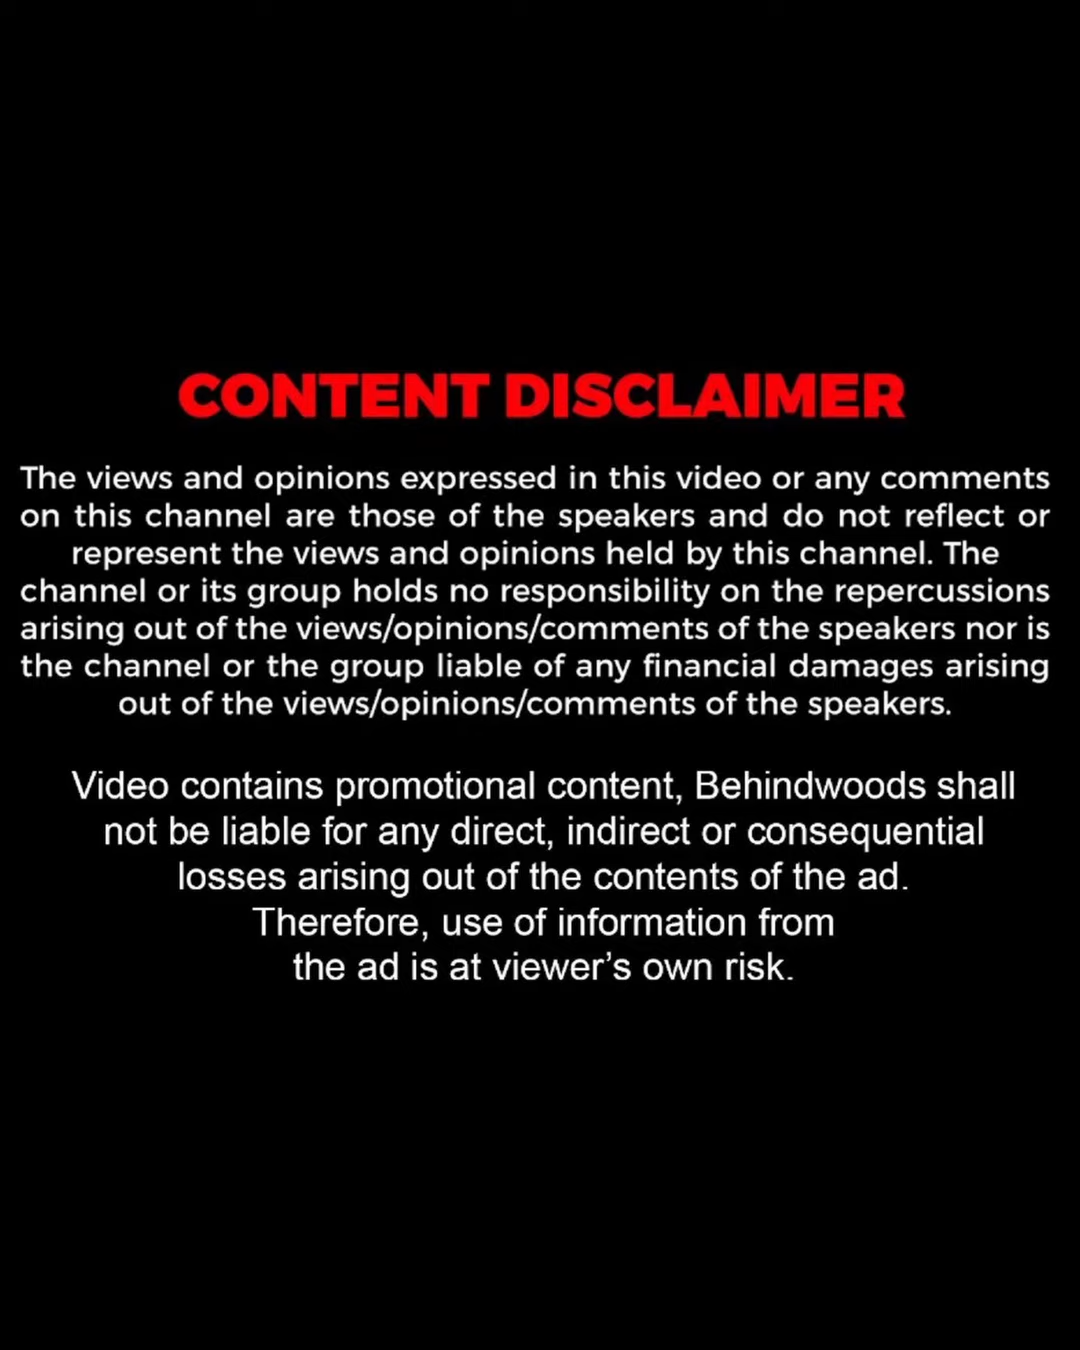 CONTENT DISCLAIMER
The views and opinions expressed in this video or any comments
on this channel are those of the speakers and do not reflect or
represent the views and opinions held by this channel. The
channel or its group holds no responsibility on the repercussions
arising out of the views/opinions/comments of the speakers nor is
the channel or the group liable of any financial damages arising
out of the views/opinions/comments of the speakers.
Video contains promotional content, Behindwoods shall
not be liable for any direct, indirect or consequential
losses arising out of the contents of the ad.
Therefore, use of information from
the ad is at viewer’s own risk.